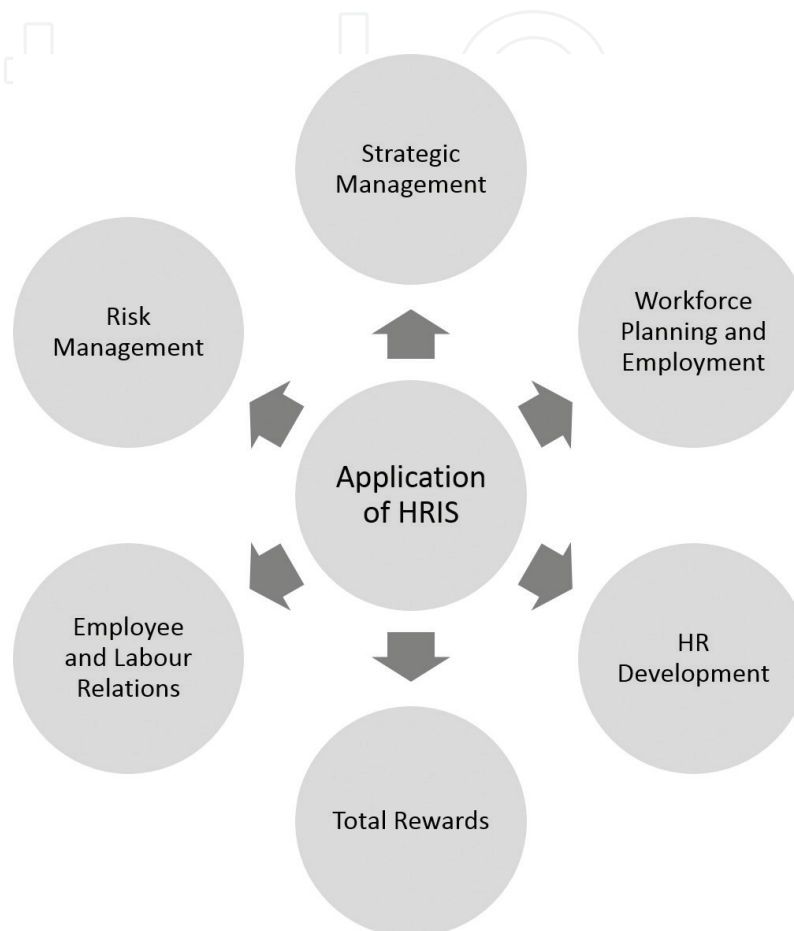 Strategic
Management
Workforce
Planning and
Employment
HR
Development
Total Rewards
Employee
and Labour
Relations
Risk
Management
Application
of HRIS